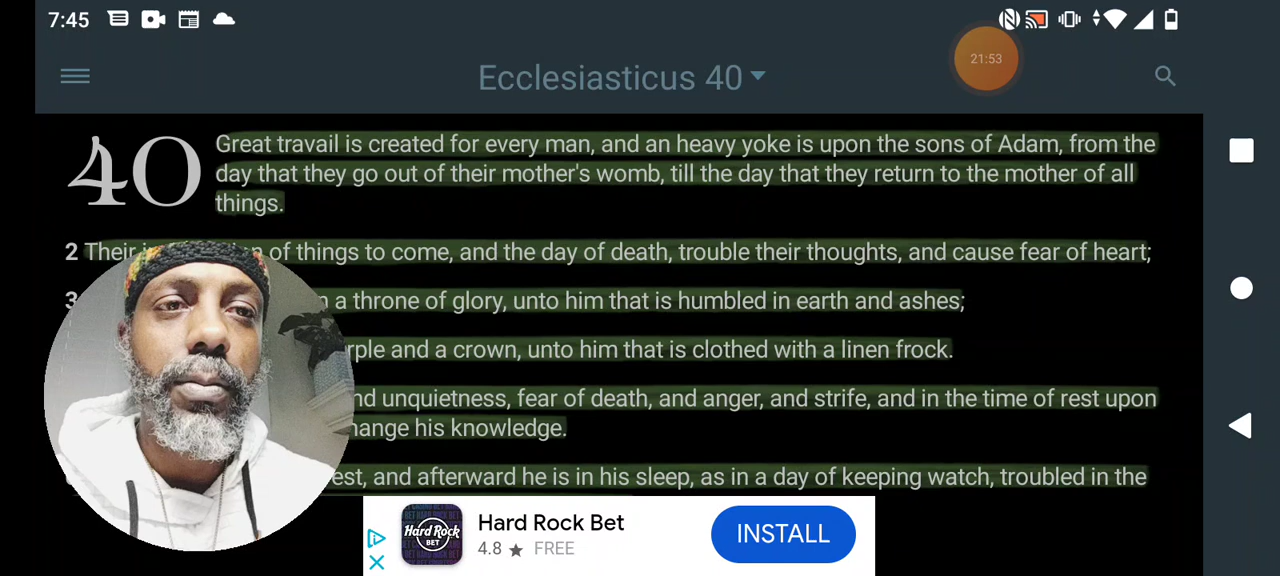 7:45
21:53
Ecclesiasticus 40
40 Great travail is created for every man, and an heavy yoke is upon the sons of Adam, from the
day that they go out of their mother's womb, till the day that they return to the mother of all
things.
2 Their of things to come, and the day of death, trouble their thoughts, and cause fear of heart;
3 a throne of glory, unto him that is humbled in earth and ashes;
and a crown, unto him that is clothed with a linen frock.
unquietness, fear of death, and anger, and strife, and in the time of rest upon
his knowledge.
and afterward he is in his sleep, as in a day of keeping watch, troubled in the
Hard Rock
BET
Hard Rock Bet
4.8 ★ FREE
INSTALL